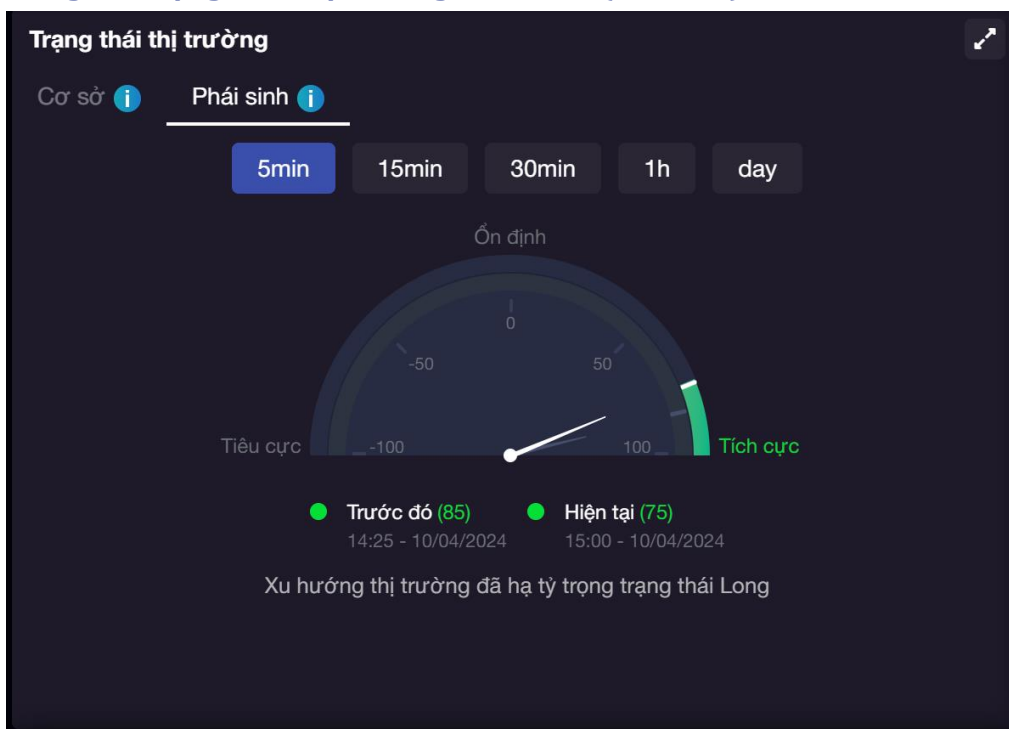 Trạng thái thị trường
Cơ sở i Phái sinh i
5min 15min 30min 1h day
Ổn định
0
-50 50
Tiêu cực -100 100 Tích cực
Trước đó (85) Hiện tại (75)
14:25 - 10/04/2024 15:00 - 10/04/2024
Xu hướng thị trường đã hạ tỷ trọng trạng thái Long